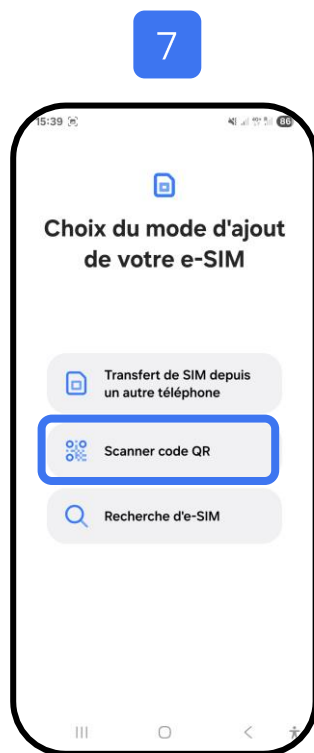 7
15:39
86
Choix du mode d'ajout
de votre e-SIM
Transfert de SIM depuis
un autre téléphone
Scanner code QR
Recherche d'e-SIM